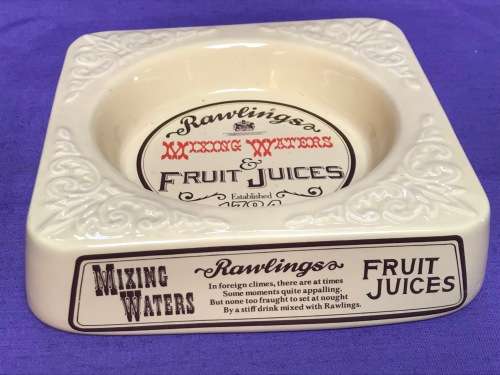 Rawlings
MIXING WATERS
&
FRUIT JUICES
Established
MIXING
WATERS
Rawlings
In foreign climes, there are at times
Some moments quite appalling.
But none too fraught to set at nought
By a stiff drink mixed with Rawlings.
FRUIT
JUICES